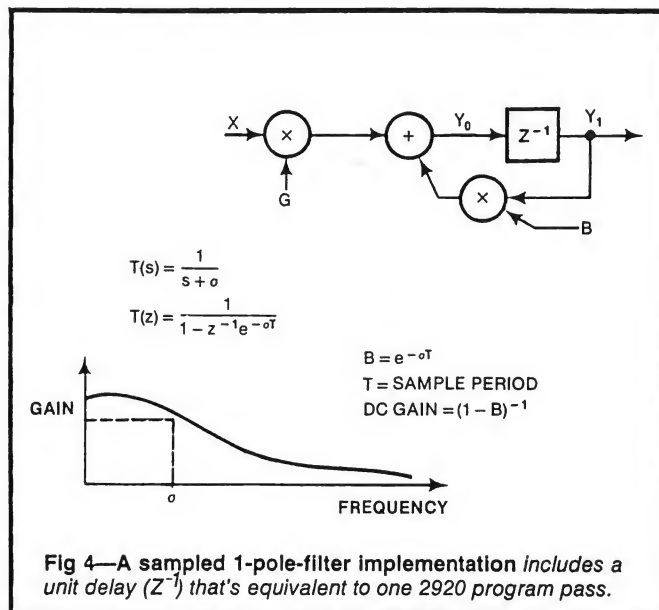 X
×
G
+
Y₀
Z⁻¹
Y₁
×
B
T(s) = 1 / (s + σ)
T(z) = 1 / (1 − z⁻¹e^−σT)
B = e^−σT
T = SAMPLE PERIOD
DC GAIN = (1 − B)⁻¹
GAIN
σ
FREQUENCY
Fig 4—A sampled 1-pole-filter implementation includes a
unit delay (Z⁻¹) that's equivalent to one 2920 program pass.